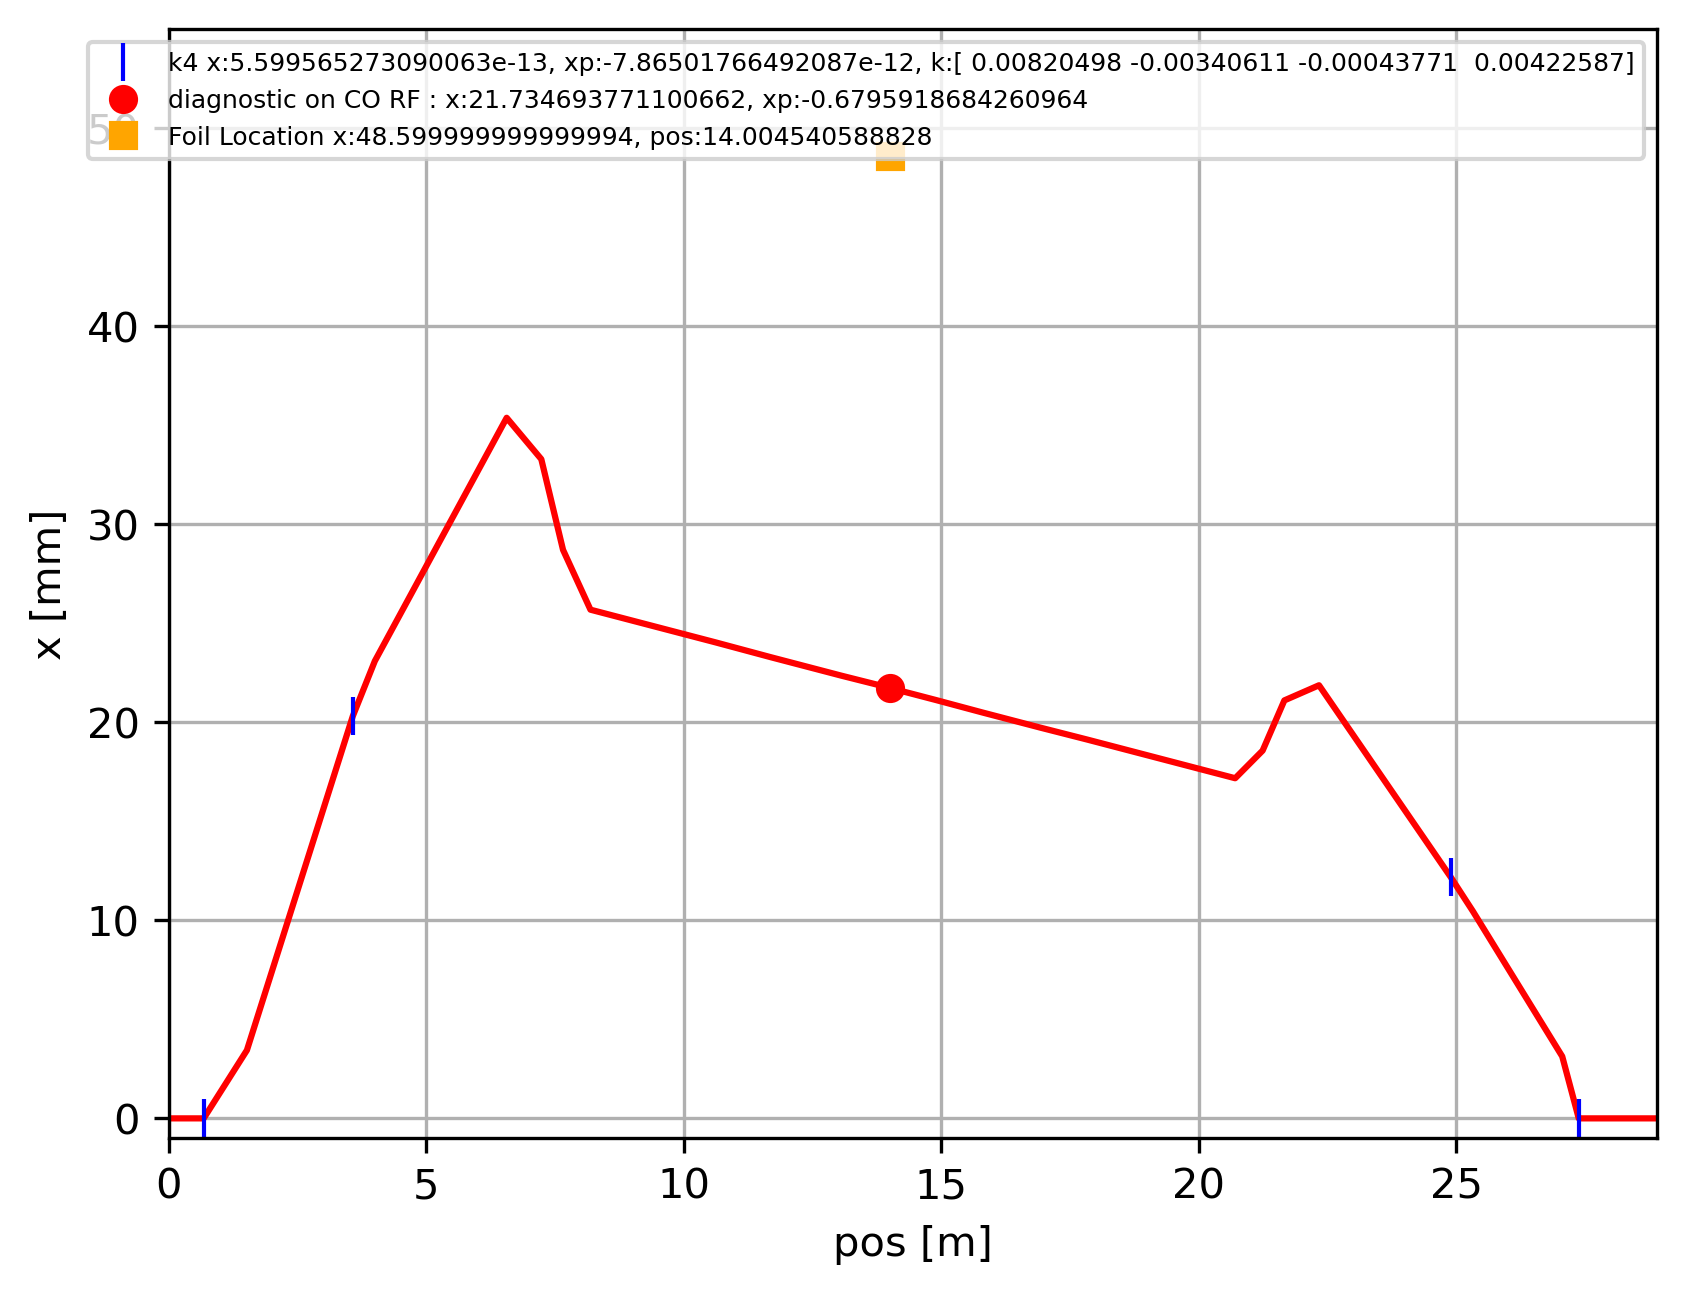 k4 x:5.599565273090063e-13, xp:-7.86501766492087e-12, k:[ 0.00820498 -0.00340611 -0.00043771  0.00422587]
diagnostic on CO RF : x:21.734693771100662, xp:-0.6795918684260964
Foil Location x:48.599999999999994, pos:14.004540588828
50
40
30
20
10
0
x [mm]
0 5 10 15 20 25
pos [m]